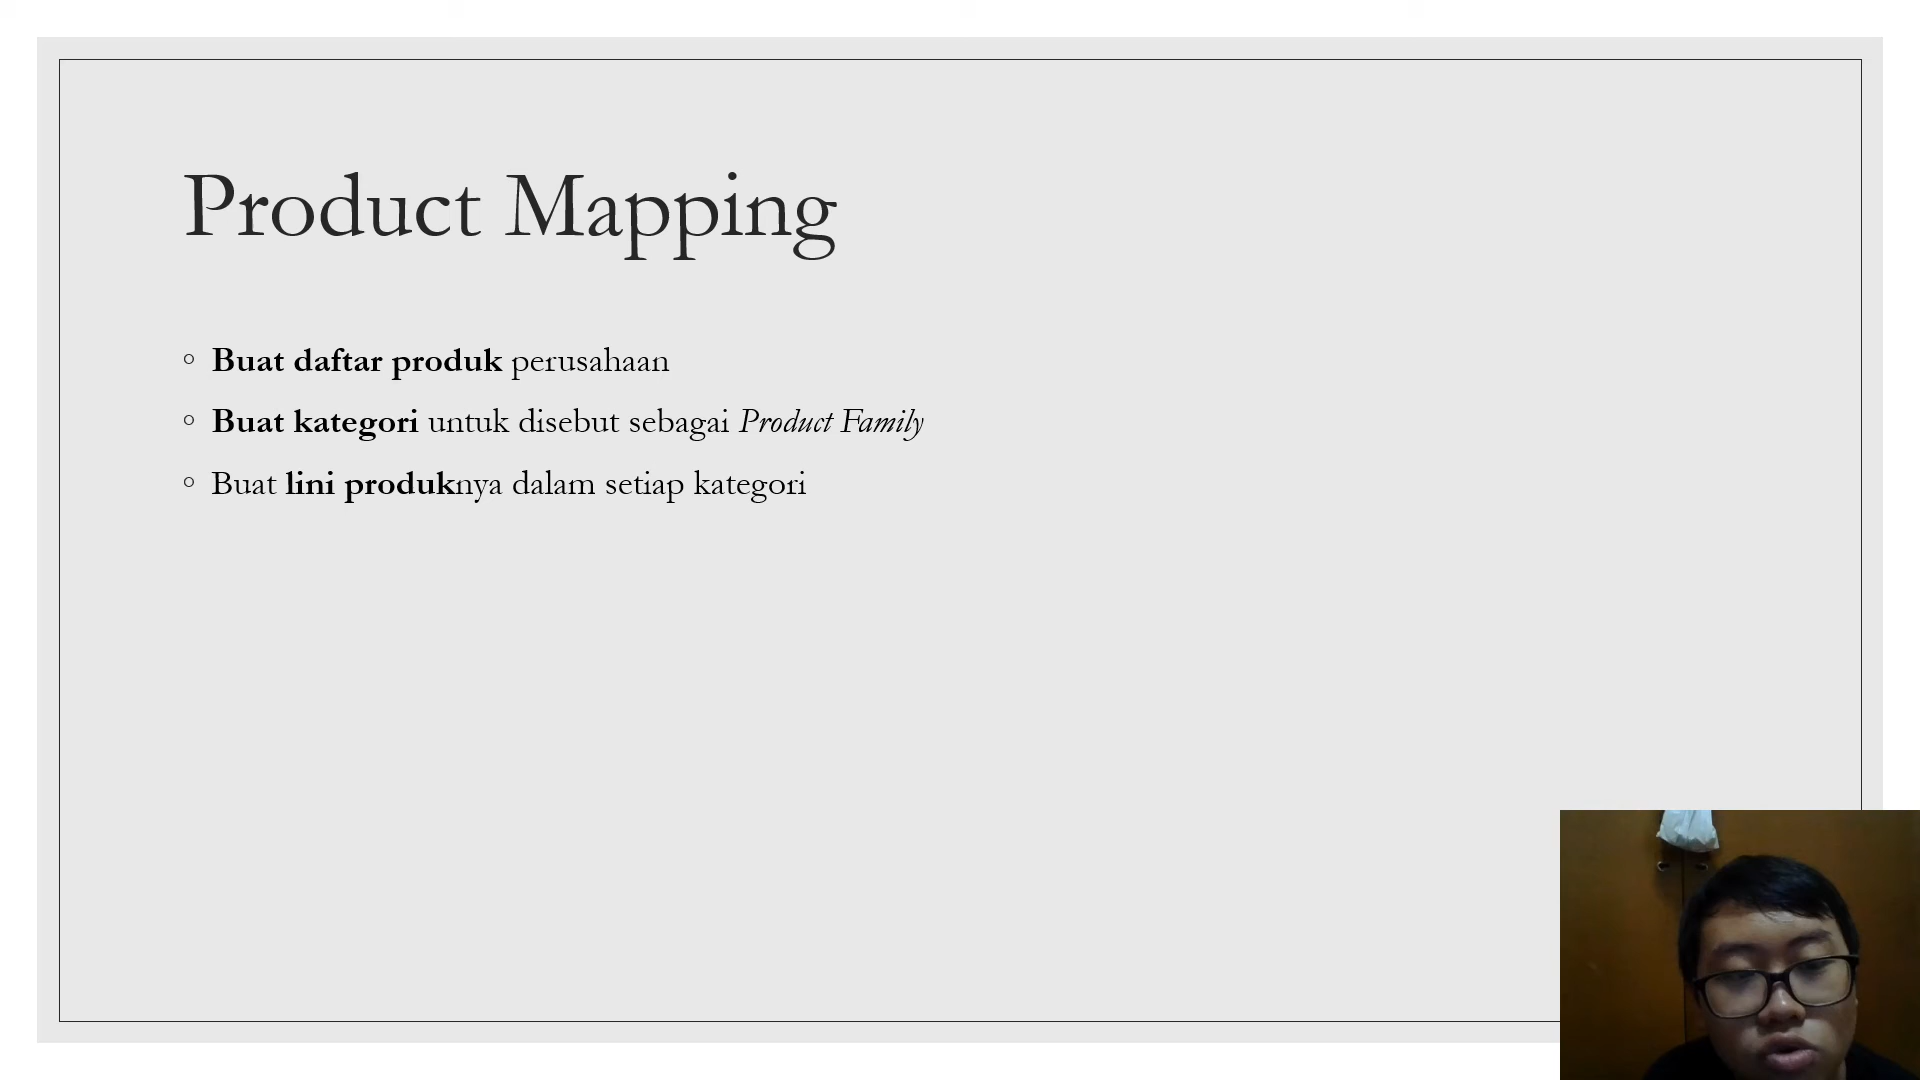 Product Mapping
Buat daftar produk perusahaan
Buat kategori untuk disebut sebagai Product Family
Buat lini produknya dalam setiap kategori